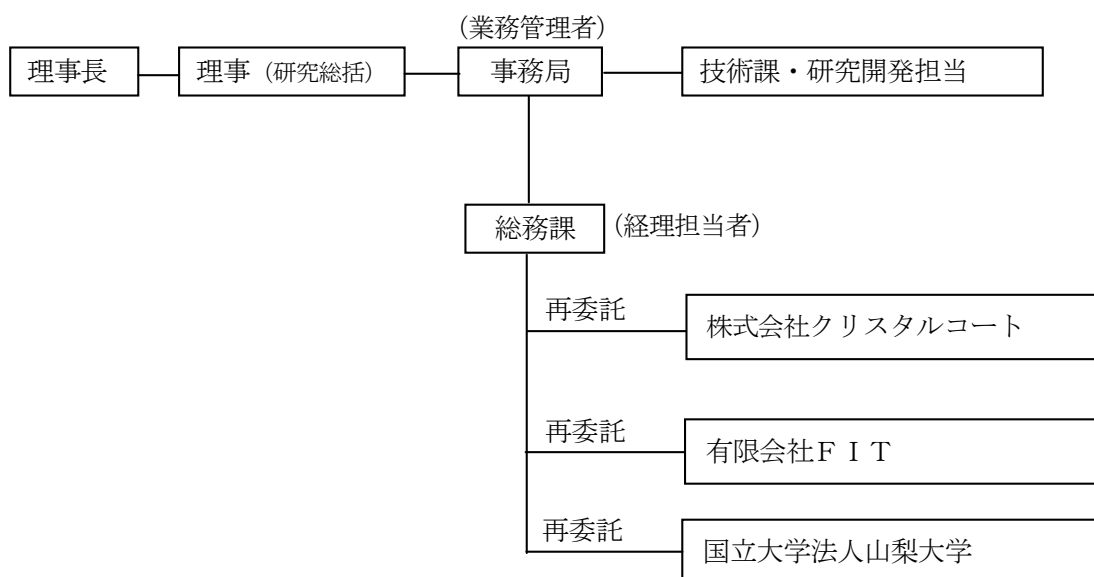 (業務管理者)
理事長
理事（研究総括）
事務局
技術課・研究開発担当
総務課
(経理担当者)
再委託
株式会社クリスタルコート
再委託
有限会社ＦＩＴ
再委託
国立大学法人山梨大学